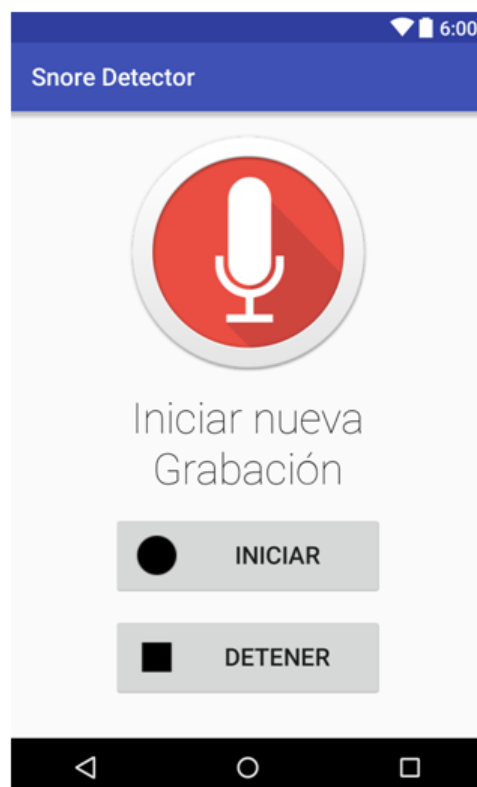 6:00
Snore Detector
Iniciar nueva
Grabación
INICIAR
DETENER